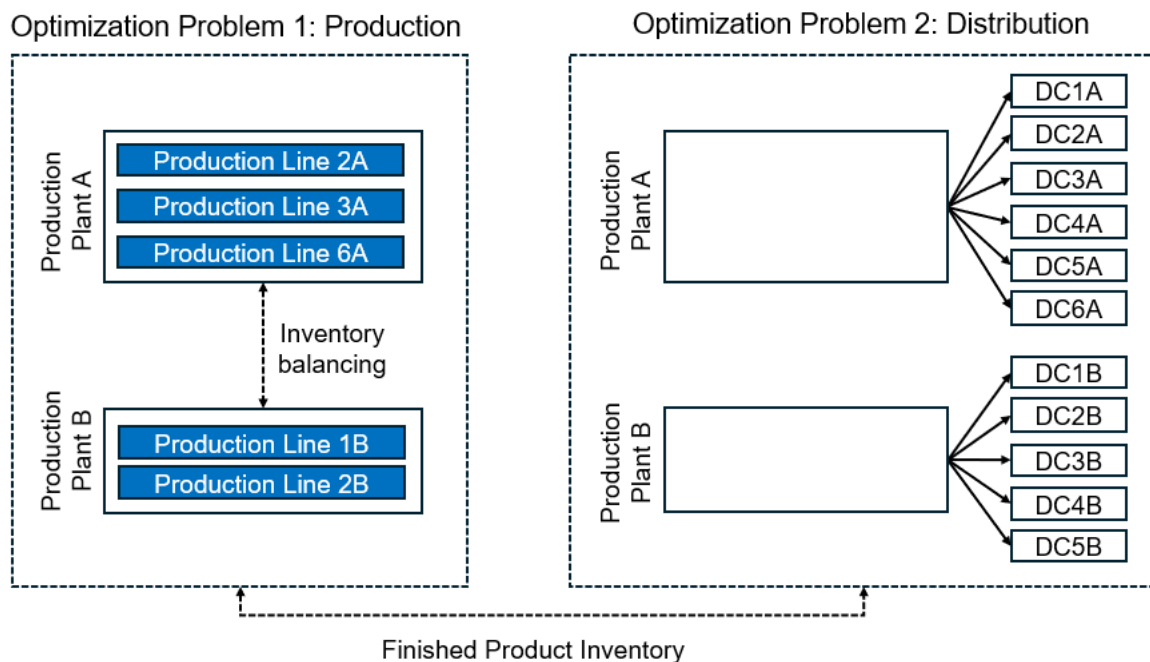 Optimization Problem 1: Production
Production
Plant A
Production Line 2A
Production Line 3A
Production Line 6A
Inventory
balancing
Production
Plant B
Production Line 1B
Production Line 2B
Optimization Problem 2: Distribution
Production
Plant A
DC1A
DC2A
DC3A
DC4A
DC5A
DC6A
Production
Plant B
DC1B
DC2B
DC3B
DC4B
DC5B
Finished Product Inventory